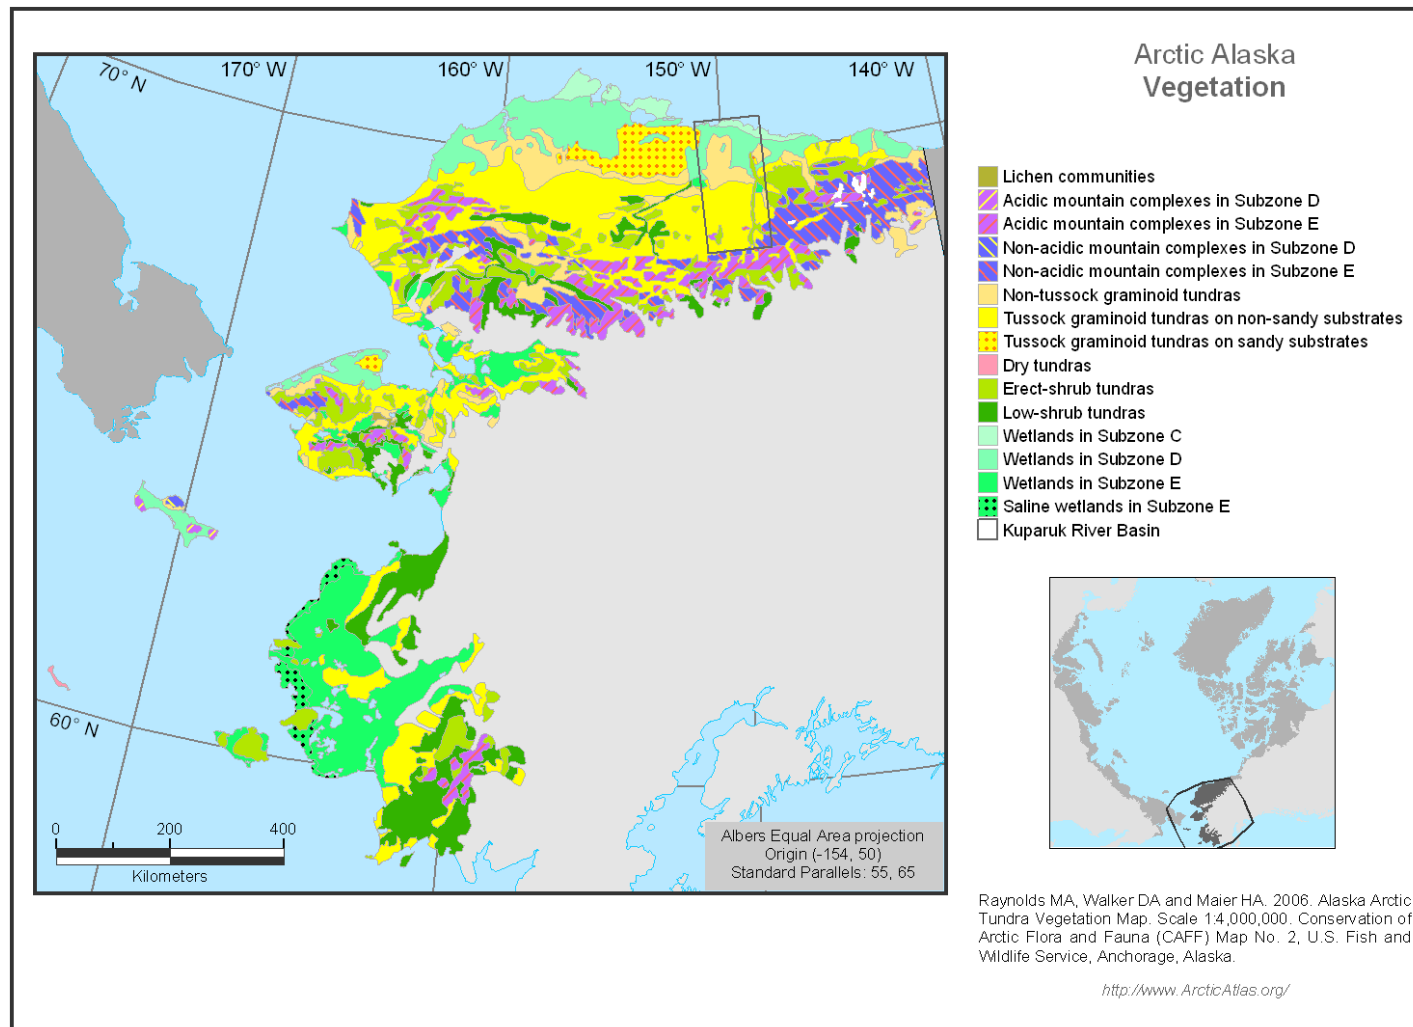 Arctic Alaska
Vegetation
70° N
170° W
160° W
150° W
140° W
60° N
Lichen communities
Acidic mountain complexes in Subzone D
Acidic mountain complexes in Subzone E
Non-acidic mountain complexes in Subzone D
Non-acidic mountain complexes in Subzone E
Non-tussock graminoid tundras
Tussock graminoid tundras on non-sandy substrates
Tussock graminoid tundras on sandy substrates
Dry tundras
Erect-shrub tundras
Low-shrub tundras
Wetlands in Subzone C
Wetlands in Subzone D
Wetlands in Subzone E
Saline wetlands in Subzone E
Kuparuk River Basin
0 200 400
Kilometers
Albers Equal Area projection
Origin (-154, 50)
Standard Parallels: 55, 65
Raynolds MA, Walker DA and Maier HA. 2006. Alaska Arctic
Tundra Vegetation Map. Scale 1:4,000,000. Conservation of
Arctic Flora and Fauna (CAFF) Map No. 2, U.S. Fish and
Wildlife Service, Anchorage, Alaska.
http://www.ArcticAtlas.org/